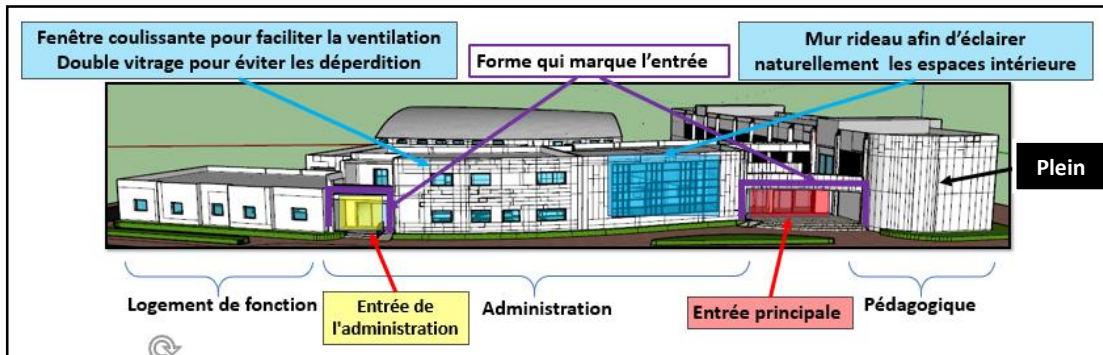 Fenêtre coulissante pour faciliter la ventilation
Double vitrage pour éviter les déperdition
Forme qui marque l'entrée
Mur rideau afin d'éclairer
naturellement les espaces intérieure
Plein
Logement de fonction
Entrée de
l'administration
Administration
Entrée principale
Pédagogique